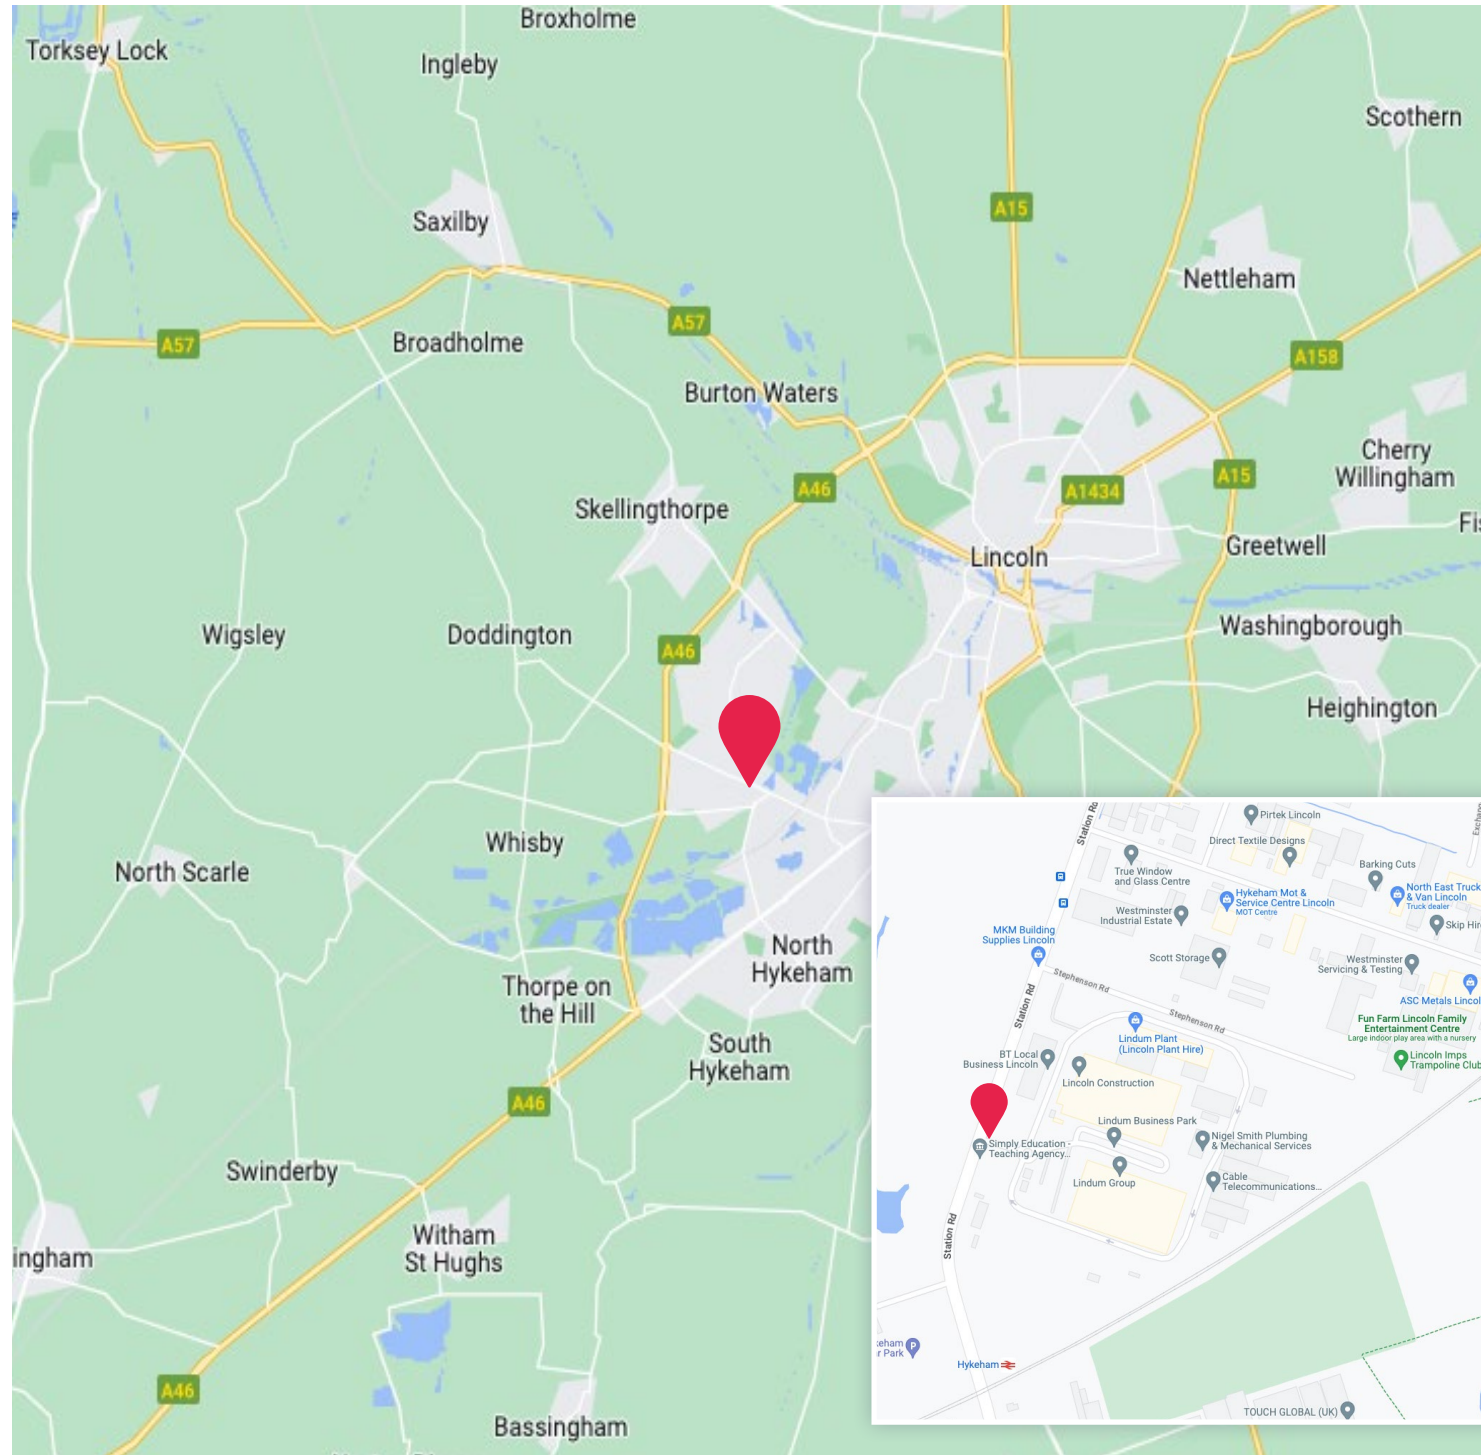 Broxholme
Torksey Lock
Ingleby
Scothern
Saxilby
A15
Nettleham
A57
A57
Broadholme
A158
Burton Waters
Cherry
Willingham
A46
A1434
A15
Skellingthorpe
Lincoln
Greetwell
Wigsley
Doddington
A46
Washingborough
Heighington
Whisby
North Scarle
North
Hykeham
Thorpe on
the Hill
South
Hykeham
A46
Swinderby
Witham
St Hughs
ingham
A46
Bassingham
Station Rd
Pirtek Lincoln
Direct Textile Designs
True Window
and Glass Centre
Barking Cuts
Hykeham Mot &
Service Centre Lincoln
MOT Centre
North East Truck
& Van Lincoln
Truck dealer
Westminster
Industrial Estate
Skip Hir
MKM Building
Supplies Lincoln
Scott Storage
Westminster
Servicing & Testing
Stephenson Rd
Station Rd
ASC Metals Lincol
Stephenson Rd
Fun Farm Lincoln Family
Entertainment Centre
Large indoor play area with a nursery
Lindum Plant
(Lincoln Plant Hire)
BT Local
Business Lincoln
Lincoln Imps
Trampoline Club
Lincoln Construction
Lindum Business Park
Simply Education -
Teaching Agency...
Nigel Smith Plumbing
& Mechanical Services
Lindum Group
Cable
Telecommunications...
Station Rd
keham
r Park
P
Hykeham
TOUCH GLOBAL (UK)